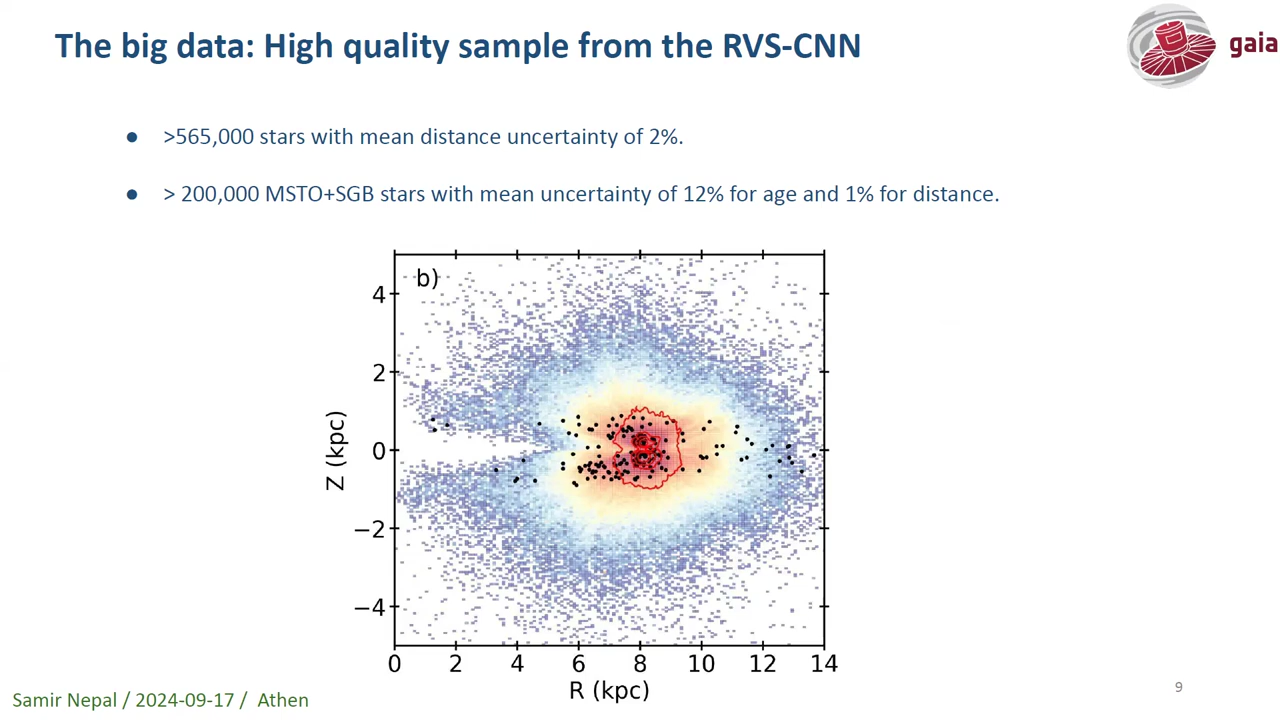 The big data: High quality sample from the RVS-CNN
gaia
● >565,000 stars with mean distance uncertainty of 2%.
● > 200,000 MSTO+SGB stars with mean uncertainty of 12% for age and 1% for distance.
b)
4
2
0
−2
−4
Z (kpc)
0 2 4 6 8 10 12 14
R (kpc)
Samir Nepal / 2024-09-17 / Athen
9